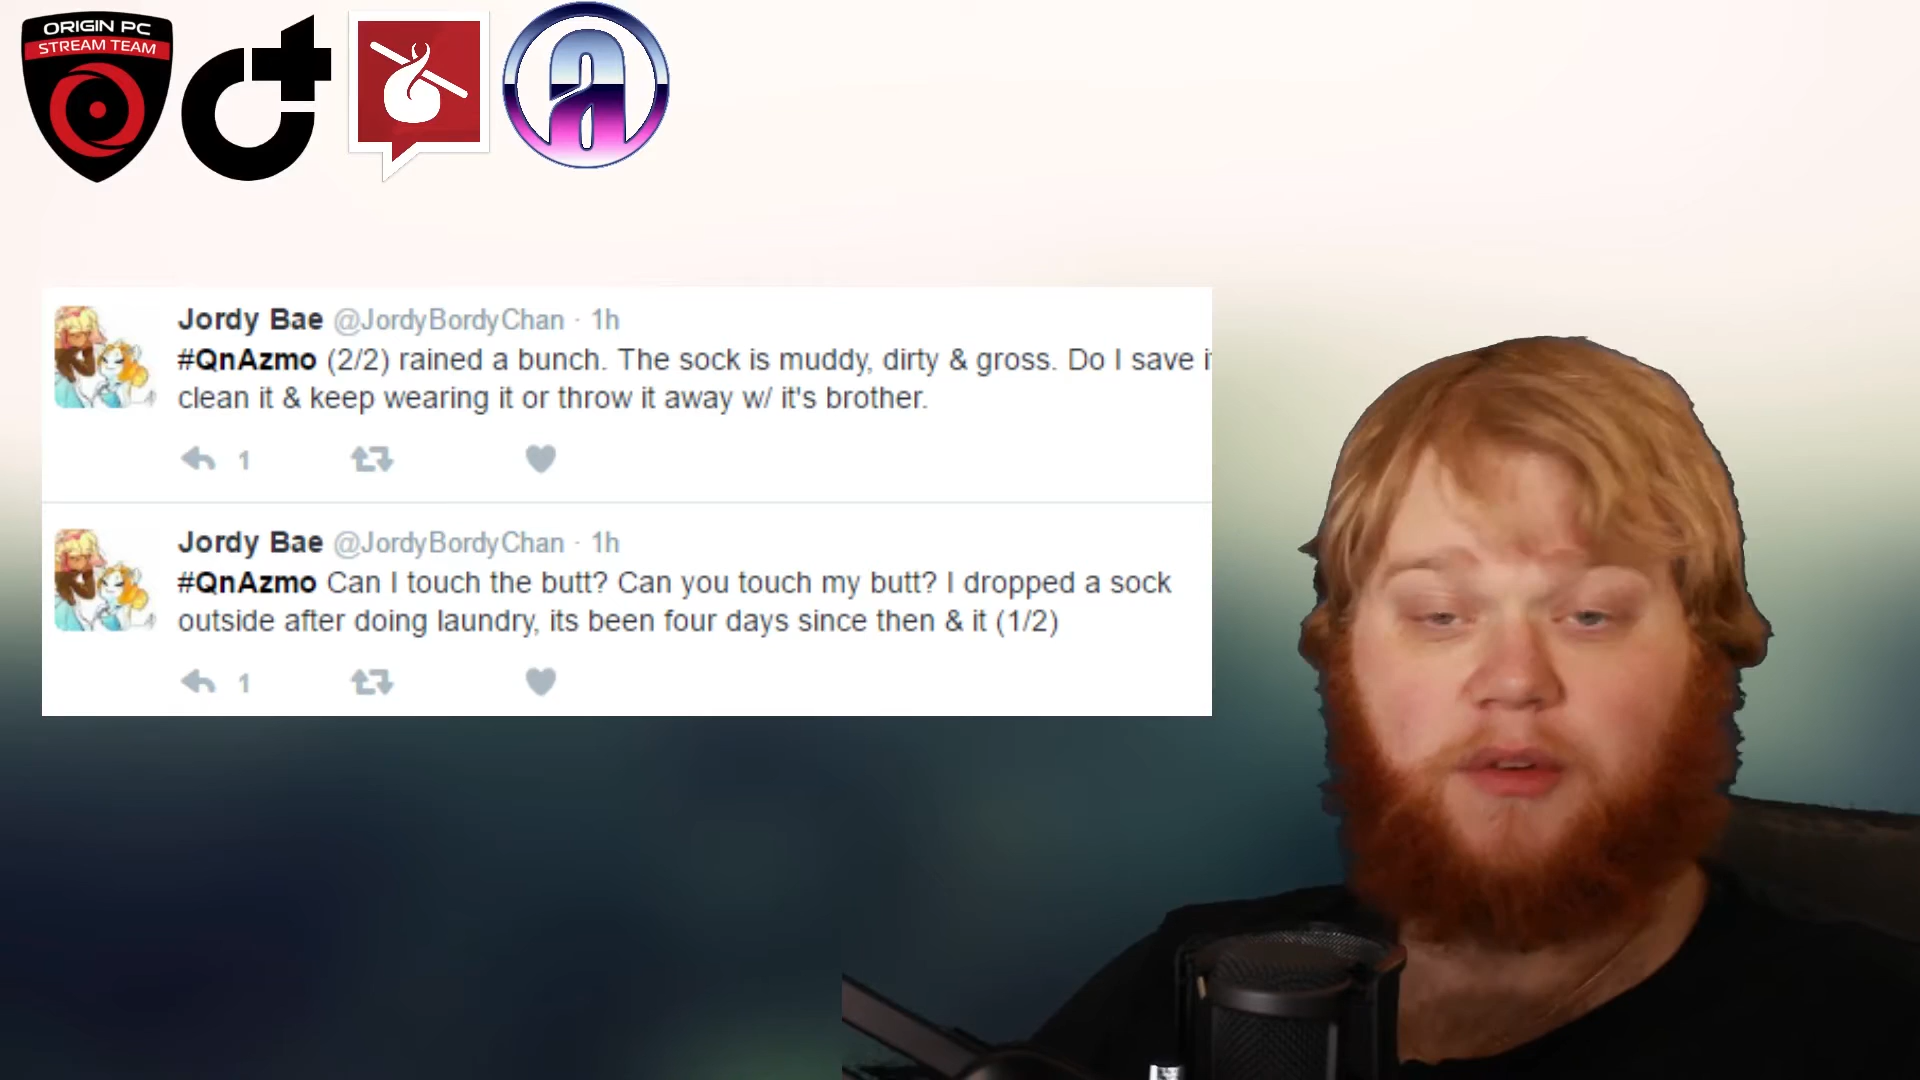 ORIGIN PC
STREAM TEAM
Jordy Bae @JordyBordyChan · 1h
#QnAzmo (2/2) rained a bunch. The sock is muddy, dirty & gross. Do I save
clean it & keep wearing it or throw it away w/ it's brother.
1
Jordy Bae @JordyBordyChan · 1h
#QnAzmo Can I touch the butt? Can you touch my butt? I dropped a sock
outside after doing laundry, its been four days since then & it (1/2)
1